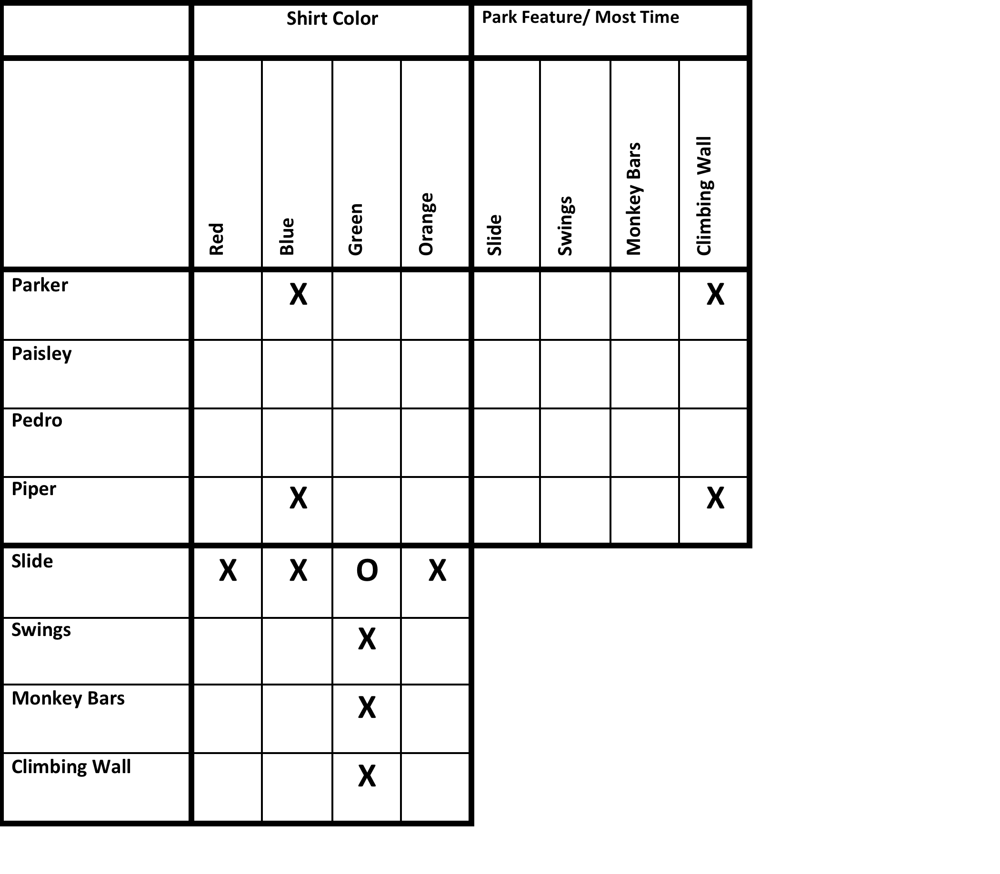 Shirt Color
Park Feature/ Most Time
Red
Blue
Green
Orange
Slide
Swings
Monkey Bars
Climbing Wall
Parker
X
X
Paisley
Pedro
Piper
X
X
Slide
X
X
O
X
Swings
X
Monkey Bars
X
Climbing Wall
X